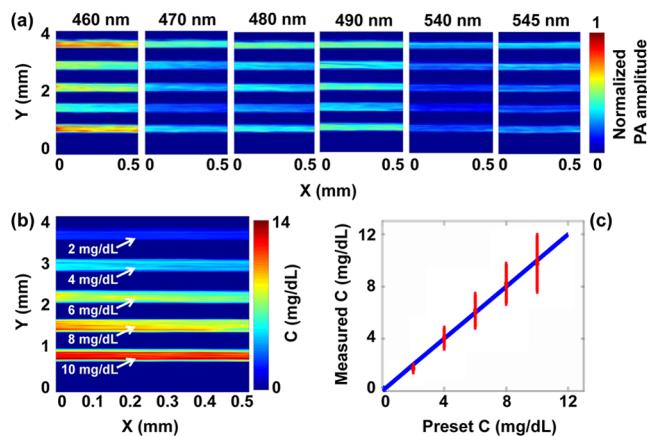 (a) 460 nm 470 nm 480 nm 490 nm 540 nm 545 nm
4
2
0
Y (mm)
0 0.5 0 0.5 0 0.5 0 0.5 0 0.5 0 0.5
X (mm)
1
0
Normalized
PA amplitude
(b)
4
3
2
1
0
Y (mm)
2 mg/dL
4 mg/dL
6 mg/dL
8 mg/dL
10 mg/dL
0 0.1 0.2 0.3 0.4 0.5
X (mm)
14
0
C (mg/dL)
(c)
12
8
4
0
Measured C (mg/dL)
0 4 8 12
Preset C (mg/dL)